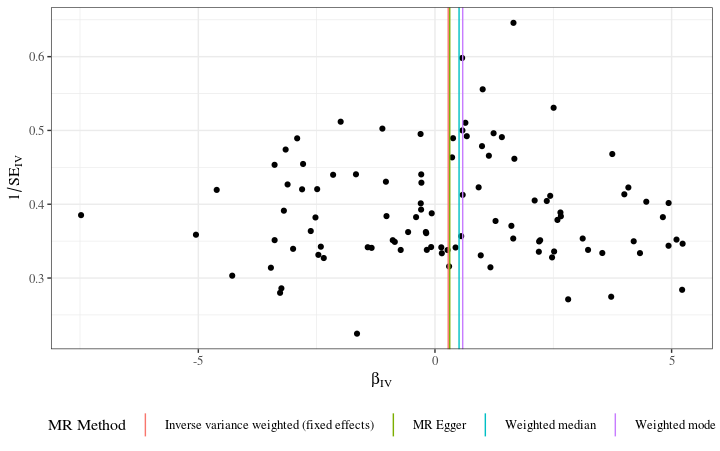 0.6
0.5
0.4
0.3
1/SE_IV
-5
0
5
β_IV
MR Method
Inverse variance weighted (fixed effects)
MR Egger
Weighted median
Weighted mode